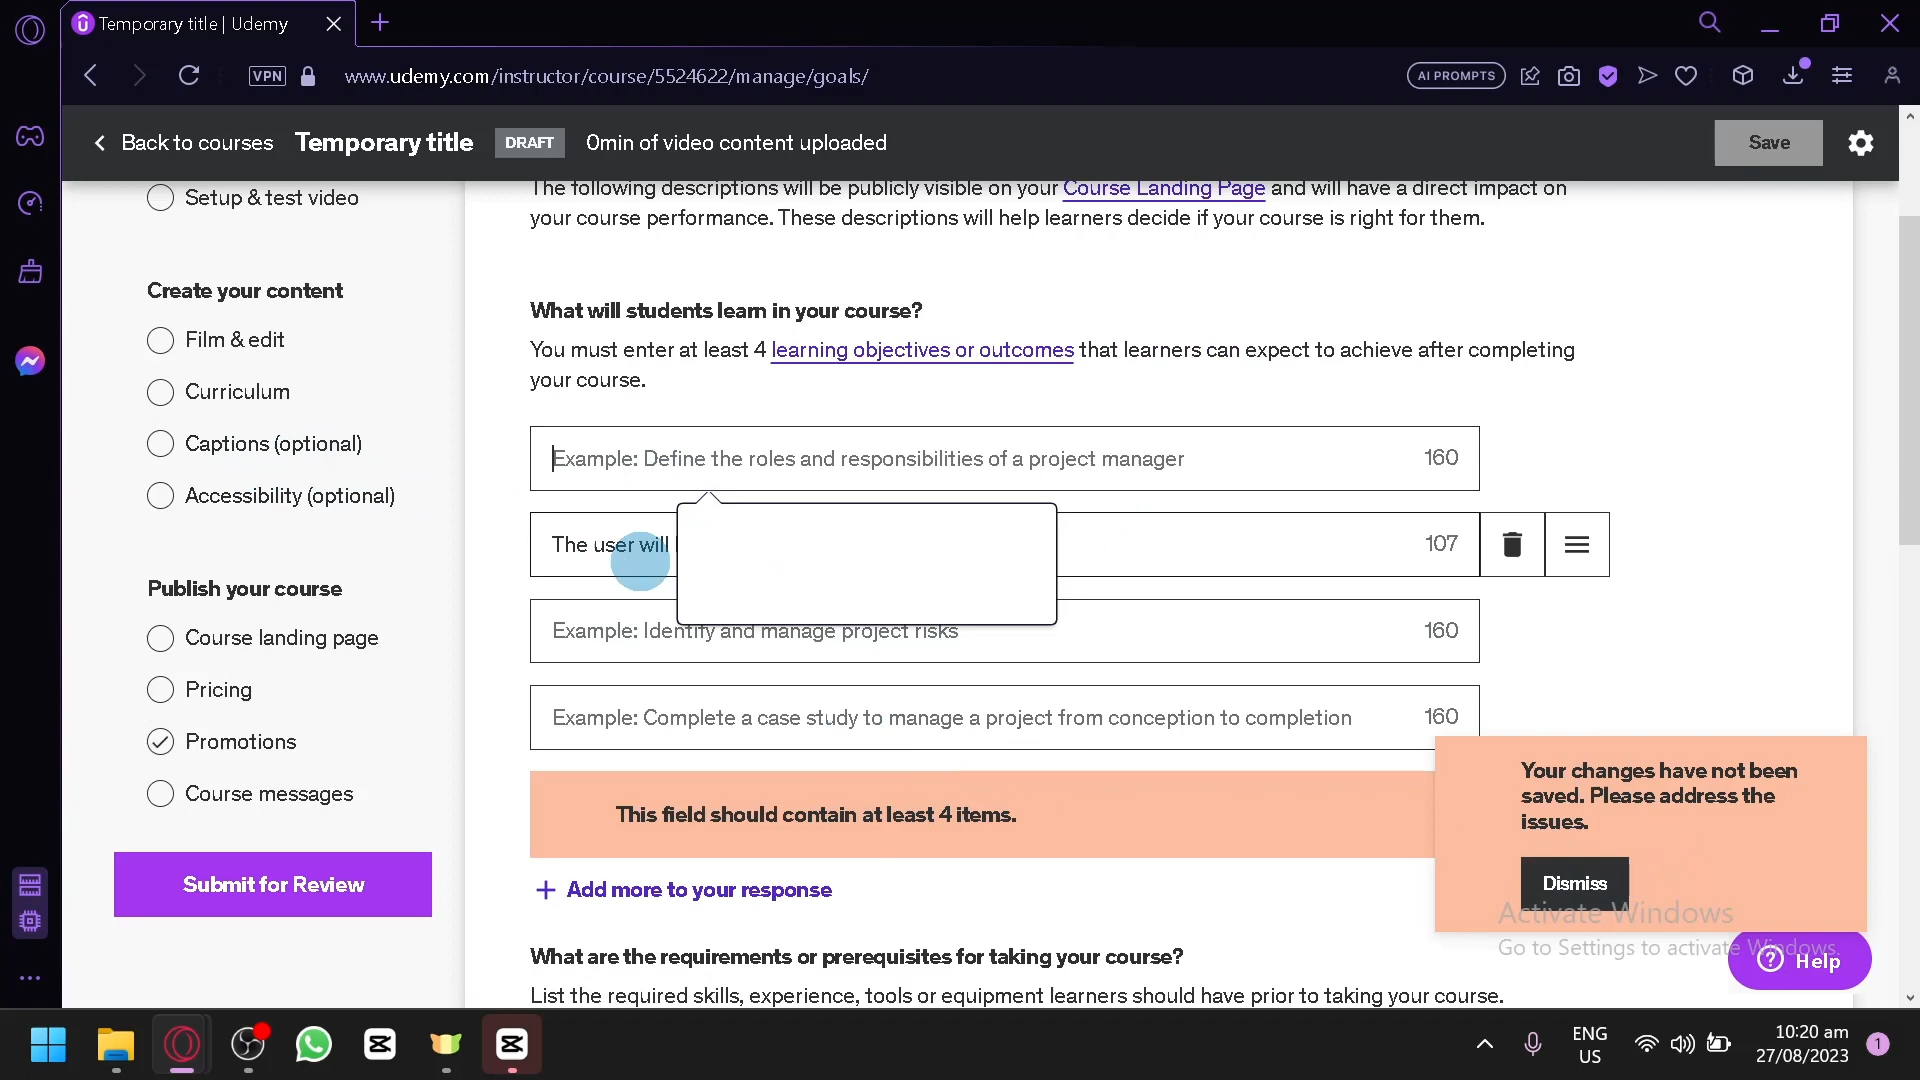 Temporary title | Udemy
VPN
www.udemy.com/instructor/course/5524622/manage/goals/
AI PROMPTS
Back to courses
Temporary title
DRAFT
0min of video content uploaded
Save
Setup & test video
Create your content
Film & edit
Curriculum
Captions (optional)
Accessibility (optional)
Publish your course
Course landing page
Pricing
Promotions
Course messages
Submit for Review
The following descriptions will be publicly visible on your Course Landing Page and will have a direct impact on
your course performance. These descriptions will help learners decide if your course is right for them.
What will students learn in your course?
You must enter at least 4 learning objectives or outcomes that learners can expect to achieve after completing
your course.
Example: Define the roles and responsibilities of a project manager
160
The user will
107
Example: Identify and manage project risks
160
Example: Complete a case study to manage a project from conception to completion
160
This field should contain at least 4 items.
Add more to your response
What are the requirements or prerequisites for taking your course?
List the required skills, experience, tools or equipment learners should have prior to taking your course.
Your changes have not been
saved. Please address the
issues.
Dismiss
Activate Windows
Go to Settings to activate Windows.
Help
ENG
US
10:20 am
27/08/2023
1